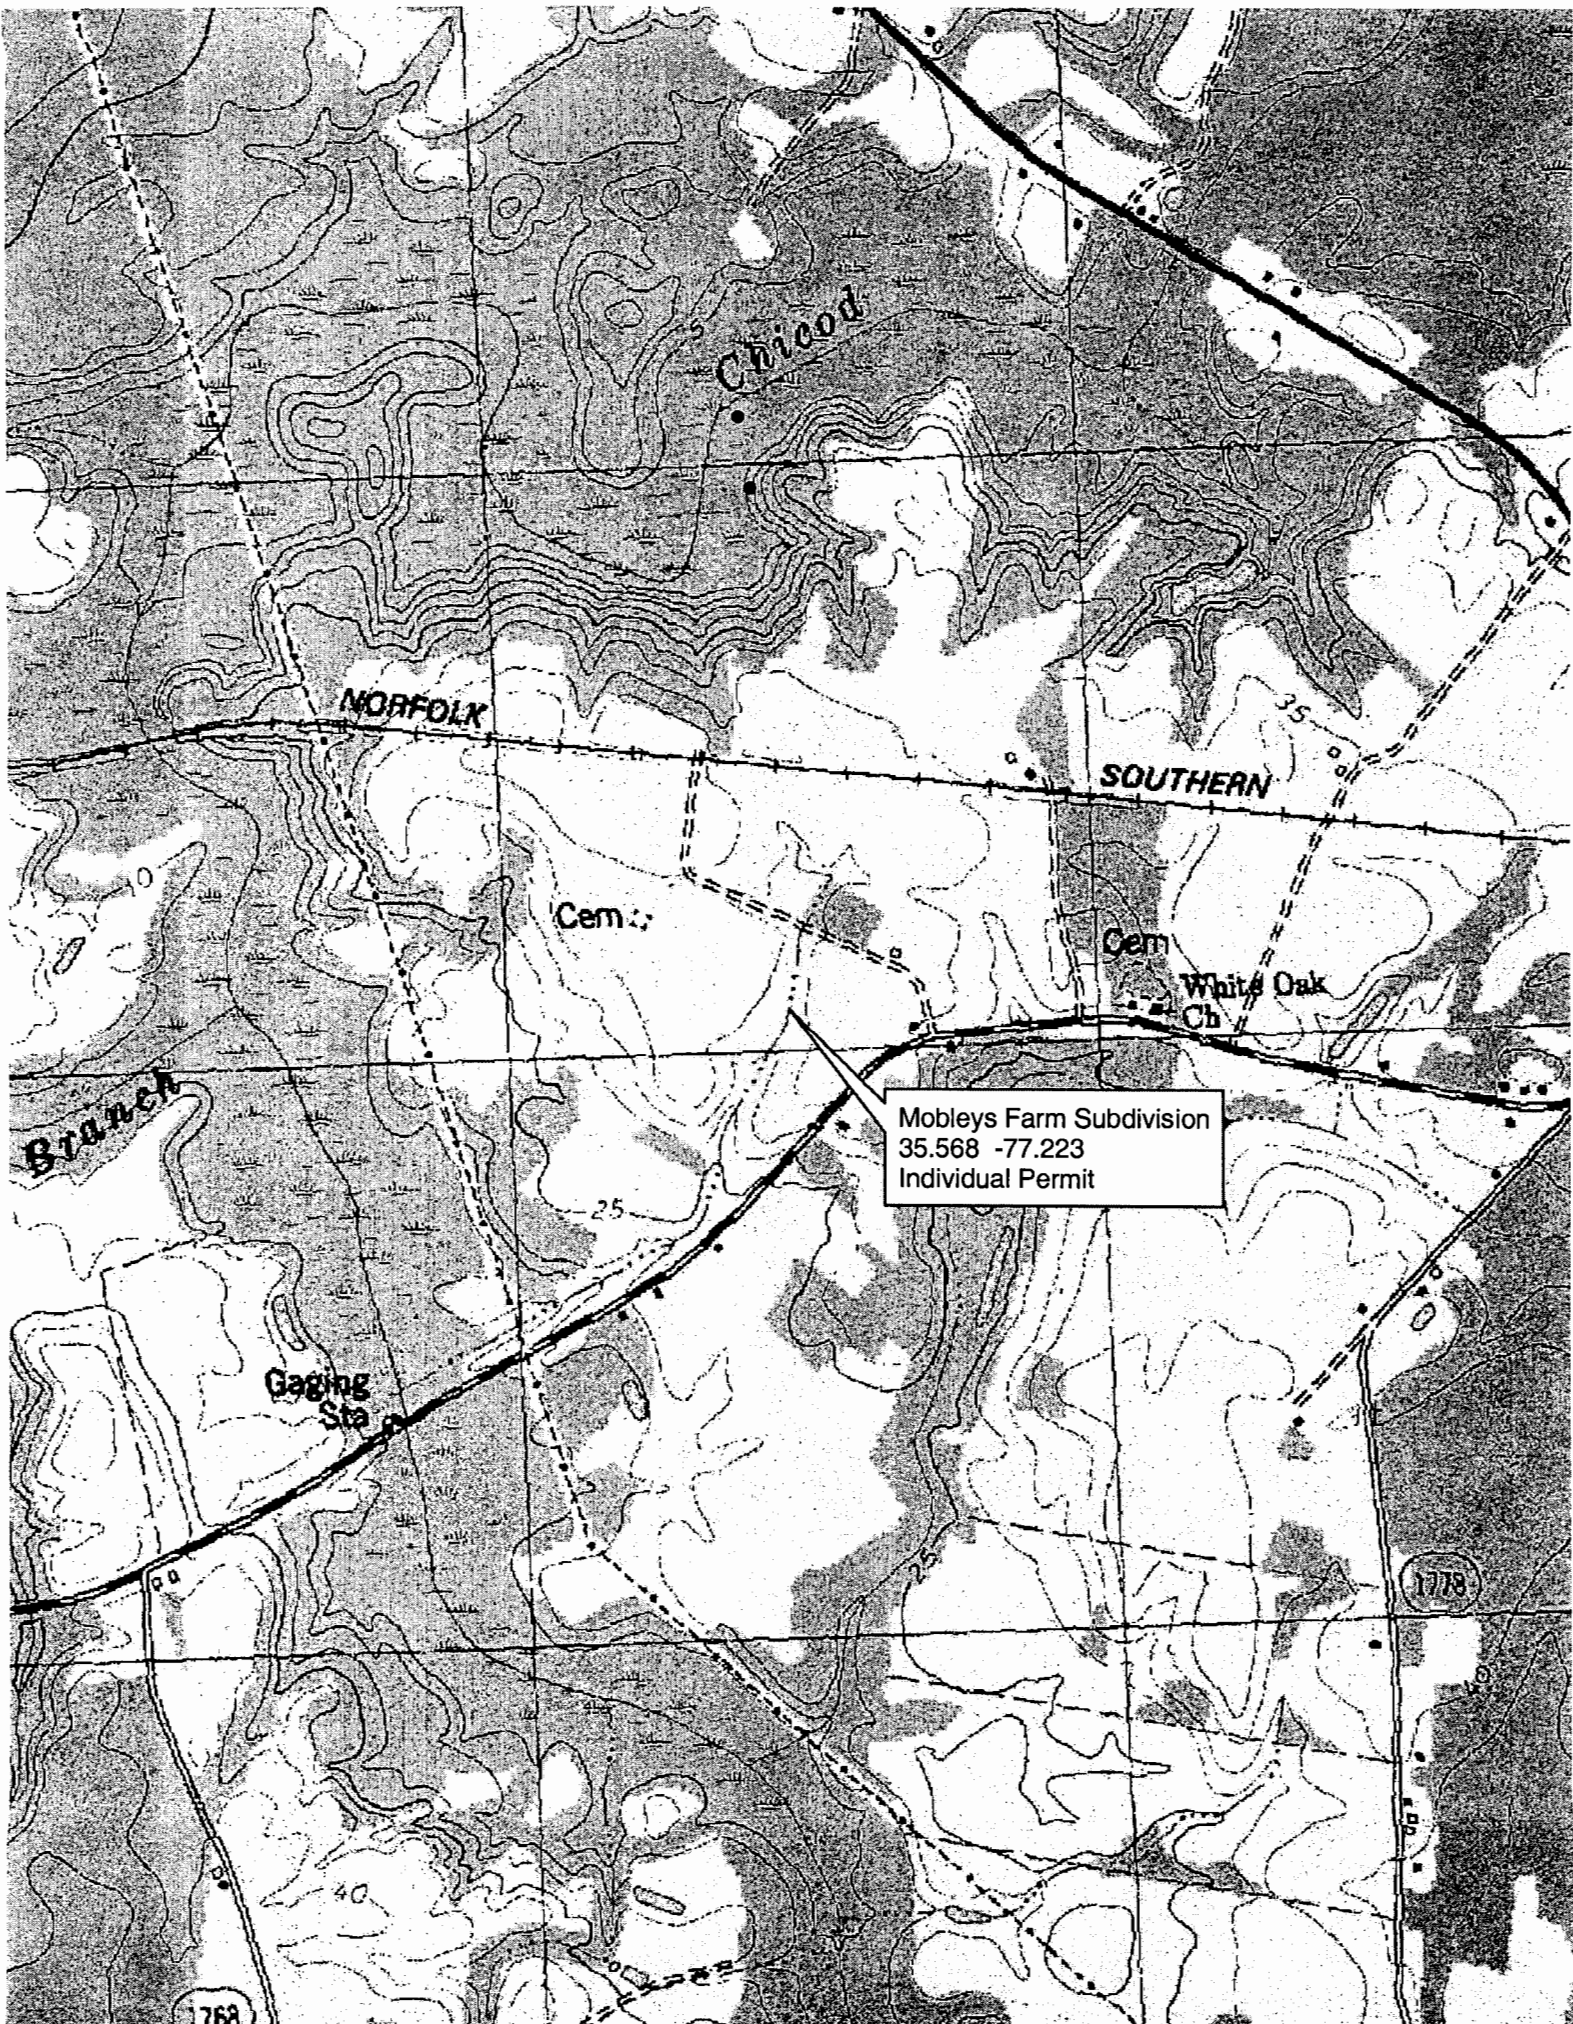 Chicod
5
NORFOLK
35
SOUTHERN
Cem
Cem
White Oak
Ch
Branch
Mobleys Farm Subdivision
35.568 -77.223
Individual Permit
25
Gaging
Sta
25
1778
40
1768